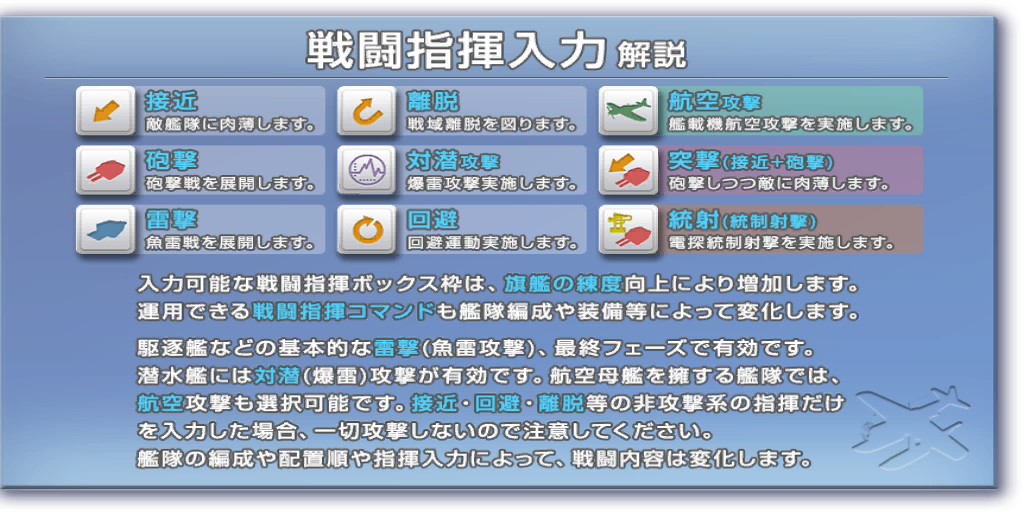 戦闘指揮入力 解説
接近
敵艦隊に肉薄します。
離脱
戦域離脱を図ります。
航空攻撃
艦載機航空攻撃を実施します。
砲撃
砲撃戦を展開します。
対潜攻撃
爆雷攻撃実施します。
突撃(接近+砲撃)
砲撃しつつ敵に肉薄します。
雷撃
魚雷戦を展開します。
回避
回避運動実施します。
統射(統制射撃)
電探統制射撃を実施します。
入力可能な戦闘指揮ボックス枠は、旗艦の練度向上により増加します。
運用できる戦闘指揮コマンドも艦隊編成や装備等によって変化します。
駆逐艦などの基本的な雷撃(魚雷攻撃)、最終フェーズで有効です。
潜水艦には対潜(爆雷)攻撃が有効です。航空母艦を擁する艦隊では、
航空攻撃も選択可能です。接近・回避・離脱等の非攻撃系の指揮だけ
を入力した場合、一切攻撃しないので注意してください。
艦隊の編成や配置順や指揮入力によって、戦闘内容は変化します。